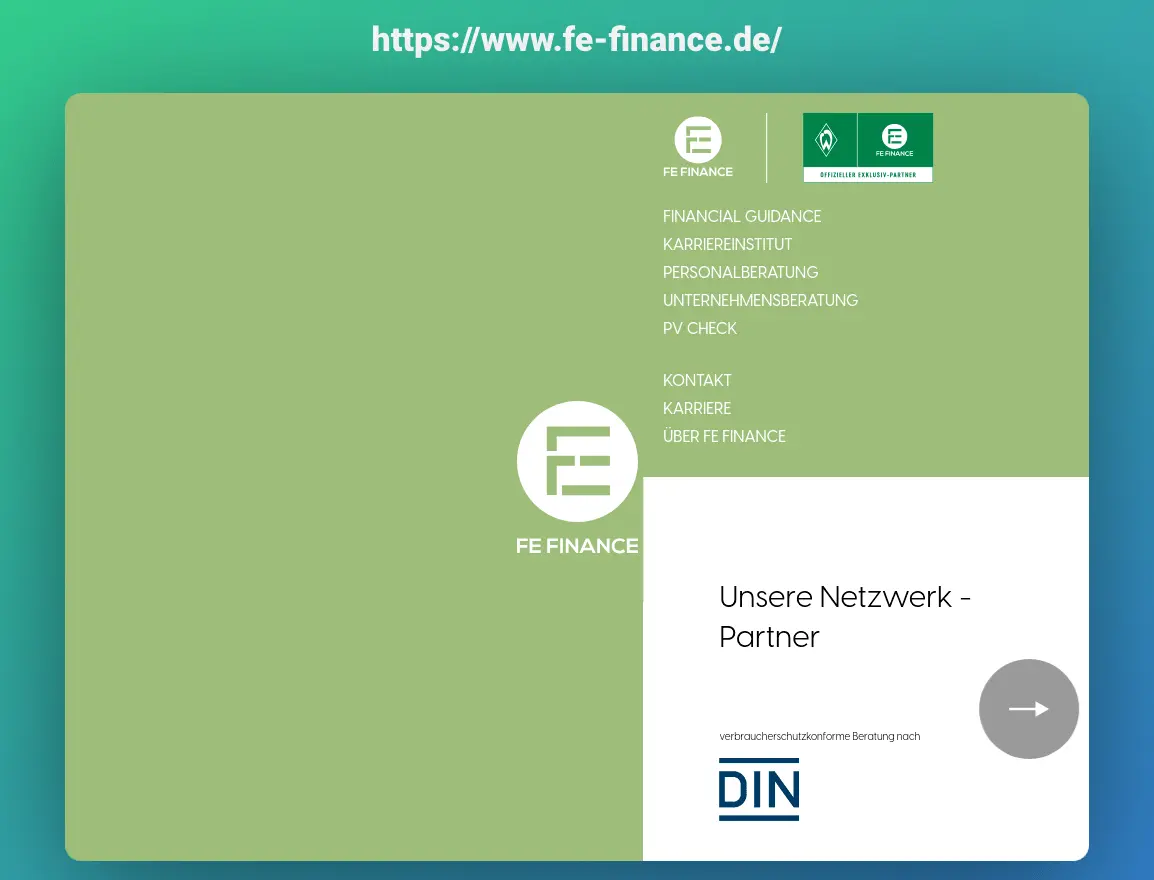 https://www.fe-finance.de/
FE FINANCE
FE FINANCE
OFFIZIELLER EXKLUSIV-PARTNER
FINANCIAL GUIDANCE
KARRIEREINSTITUT
PERSONALBERATUNG
UNTERNEHMENSBERATUNG
PV CHECK
KONTAKT
KARRIERE
ÜBER FE FINANCE
FE FINANCE
Unsere Netzwerk -
Partner
verbraucherschutzkonforme Beratung nach
DIN